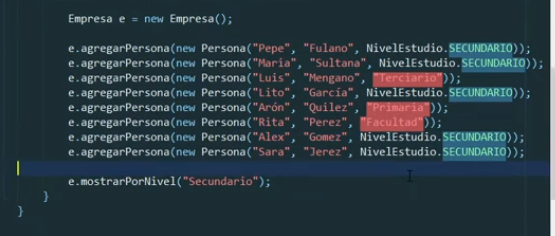 Empresa e = new Empresa();
e.agregarPersona(new Persona("Pepe", "Fulano", NivelEstudio.SECUNDARIO));
e.agregarPersona(new Persona("Maria", "Sultana", NivelEstudio.SECUNDARIO));
e.agregarPersona(new Persona("Luis", "Mengano", "Terciario"));
e.agregarPersona(new Persona("Lito", "García", NivelEstudio.SECUNDARIO));
e.agregarPersona(new Persona("Arón", "Quilez", "Primaria"));
e.agregarPersona(new Persona("Rita", "Perez", "Facultad"));
e.agregarPersona(new Persona("Alex", "Gomez", NivelEstudio.SECUNDARIO));
e.agregarPersona(new Persona("Sara", "Jerez", NivelEstudio.SECUNDARIO));
e.mostrarPorNivel("Secundario");
}
}